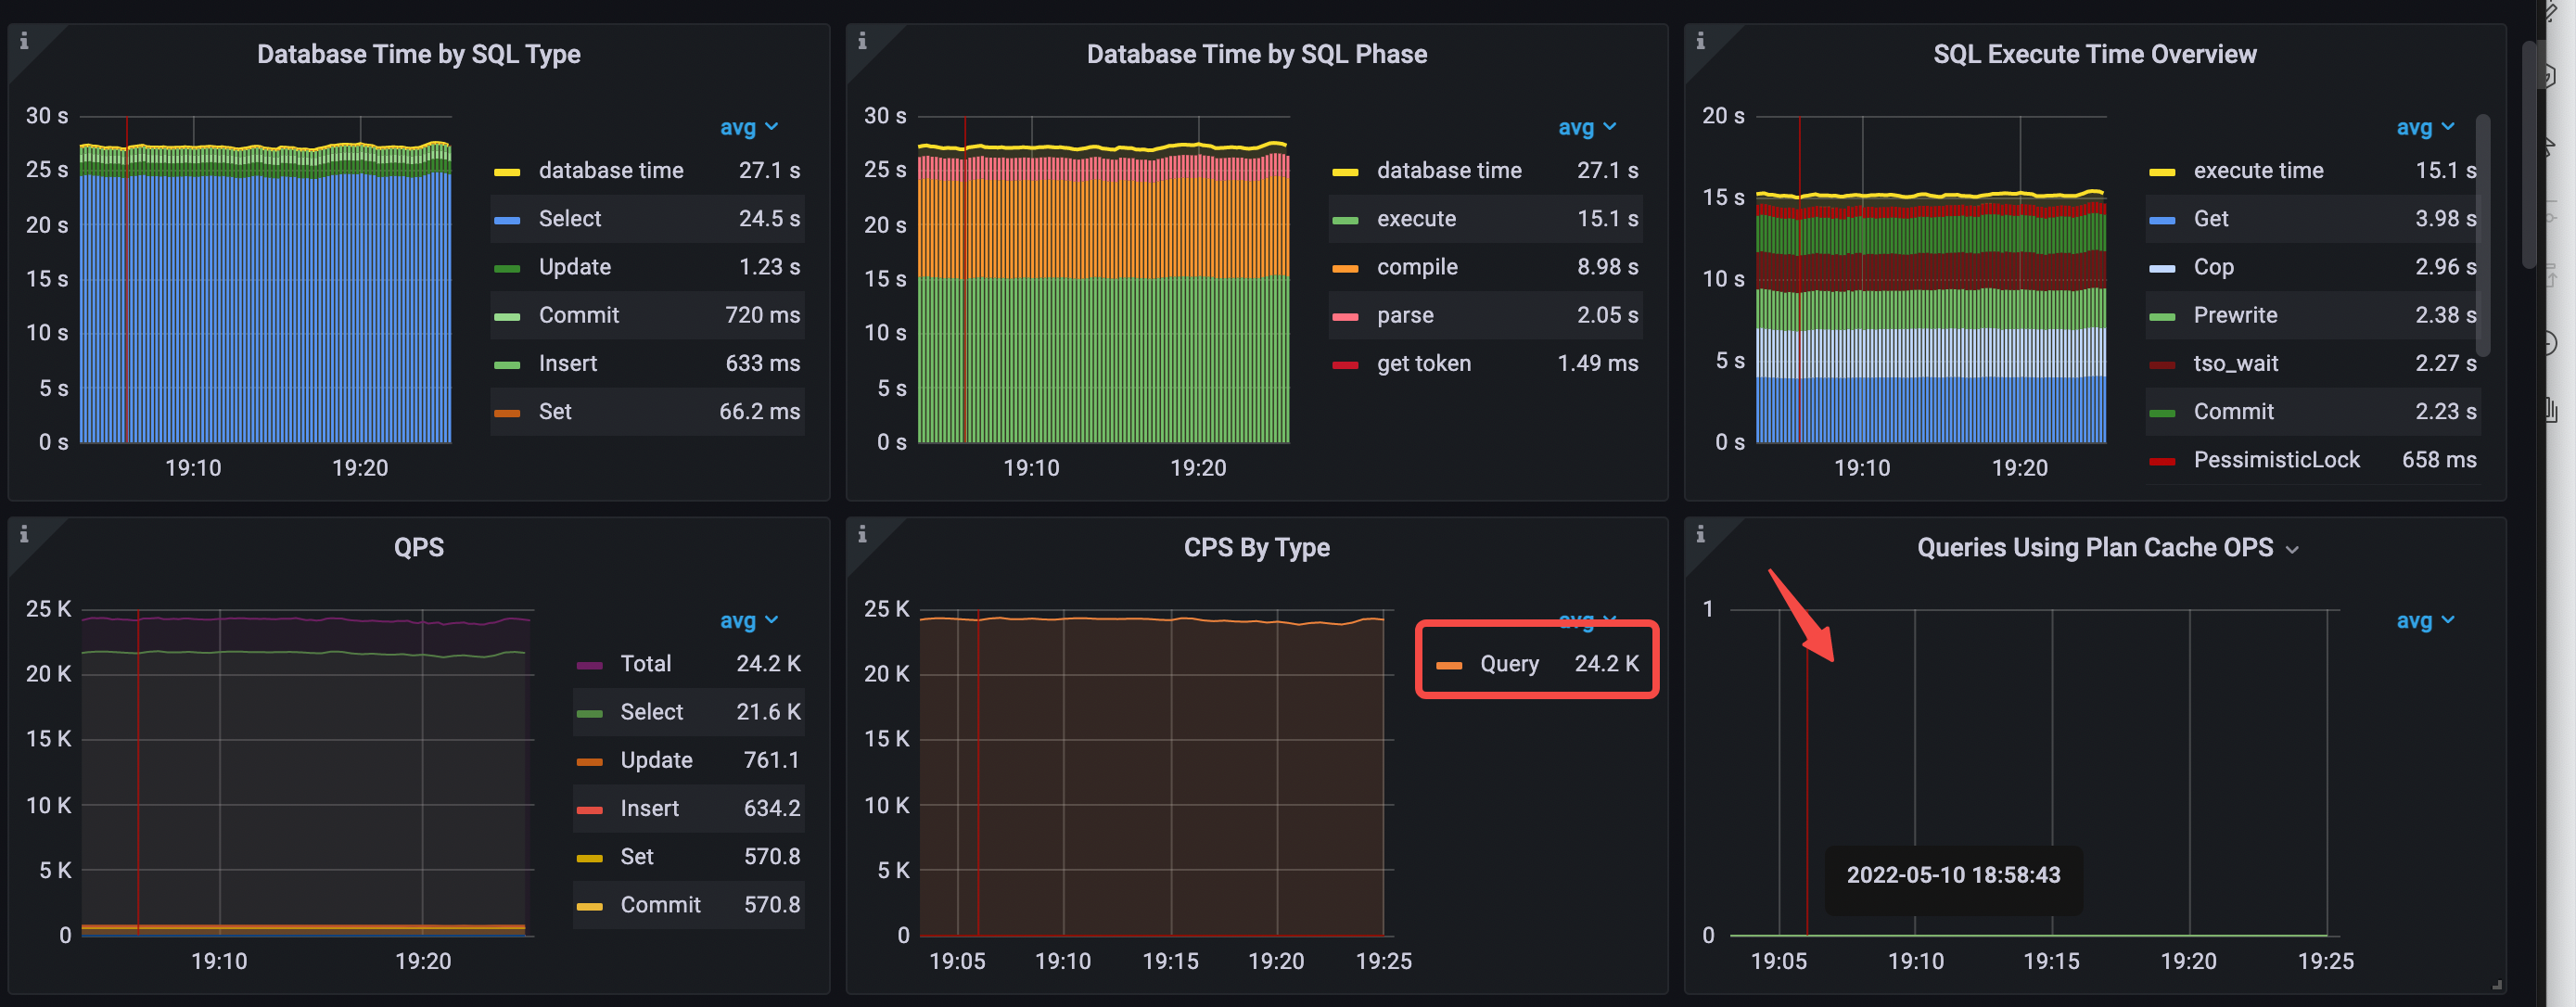 Database Time by SQL Type
30 s
25 s
20 s
15 s
10 s
5 s
0 s
19:10
19:20
avg
database time 27.1 s
Select 24.5 s
Update 1.23 s
Commit 720 ms
Insert 633 ms
Set 66.2 ms
Database Time by SQL Phase
30 s
25 s
20 s
15 s
10 s
5 s
0 s
19:10
19:20
avg
database time 27.1 s
execute 15.1 s
compile 8.98 s
parse 2.05 s
get token 1.49 ms
SQL Execute Time Overview
20 s
15 s
10 s
5 s
0 s
19:10
19:20
avg
execute time 15.1 s
Get 3.98 s
Cop 2.96 s
Prewrite 2.38 s
tso_wait 2.27 s
Commit 2.23 s
PessimisticLock 658 ms
QPS
25 K
20 K
15 K
10 K
5 K
0
19:10
19:20
avg
Total 24.2 K
Select 21.6 K
Update 761.1
Insert 634.2
Set 570.8
Commit 570.8
CPS By Type
25 K
20 K
15 K
10 K
5 K
0
19:05
19:10
19:15
19:20
19:25
avg
Query 24.2 K
Queries Using Plan Cache OPS
1
0
19:05
19:10
19:15
19:20
19:25
avg
2022-05-10 18:58:43